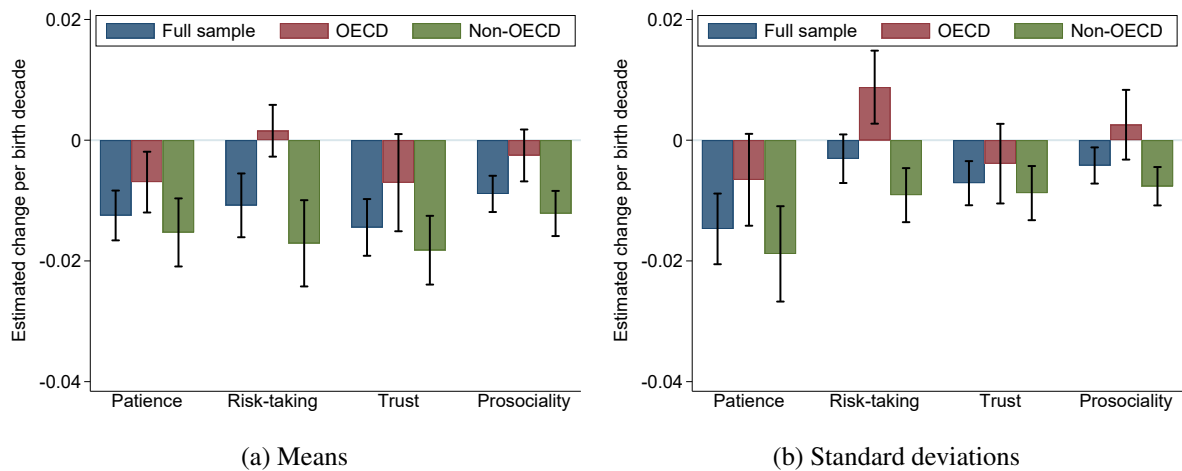 Full sample OECD Non-OECD
0.02
0
-0.02
-0.04
Estimated change per birth decade
Patience Risk-taking Trust Prosociality
(a) Means
Full sample OECD Non-OECD
0.02
0
-0.02
-0.04
Estimated change per birth decade
Patience Risk-taking Trust Prosociality
(b) Standard deviations